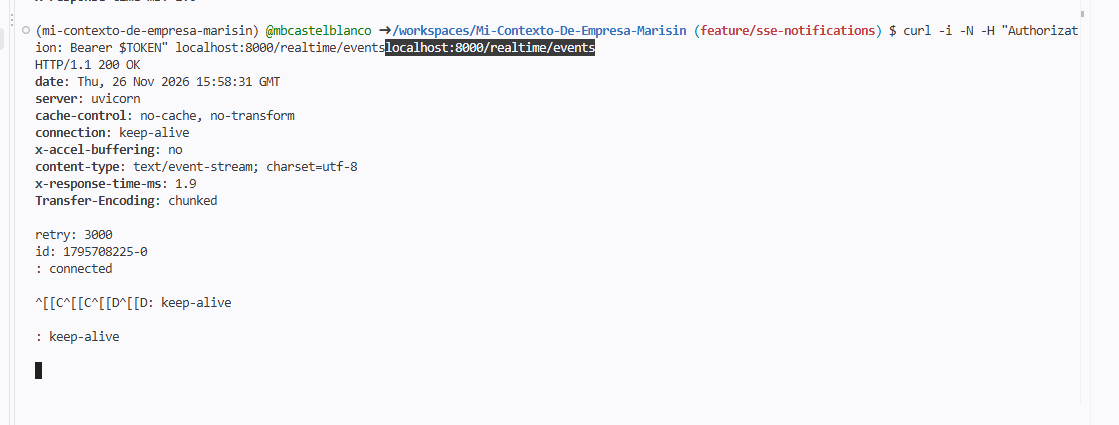 (mi-contexto-de-empresa-marisin) @mbcastelblanco ➜/workspaces/Mi-Contexto-De-Empresa-Marisin (feature/sse-notifications) $ curl -i -N -H "Authorizat
ion: Bearer $TOKEN" localhost:8000/realtime/eventslocalhost:8000/realtime/events
HTTP/1.1 200 OK
date: Thu, 26 Nov 2026 15:58:31 GMT
server: uvicorn
cache-control: no-cache, no-transform
connection: keep-alive
x-accel-buffering: no
content-type: text/event-stream; charset=utf-8
x-response-time-ms: 1.9
Transfer-Encoding: chunked
retry: 3000
id: 1795708225-0
: connected
^[[C^[[C^[[D^[[D: keep-alive
: keep-alive